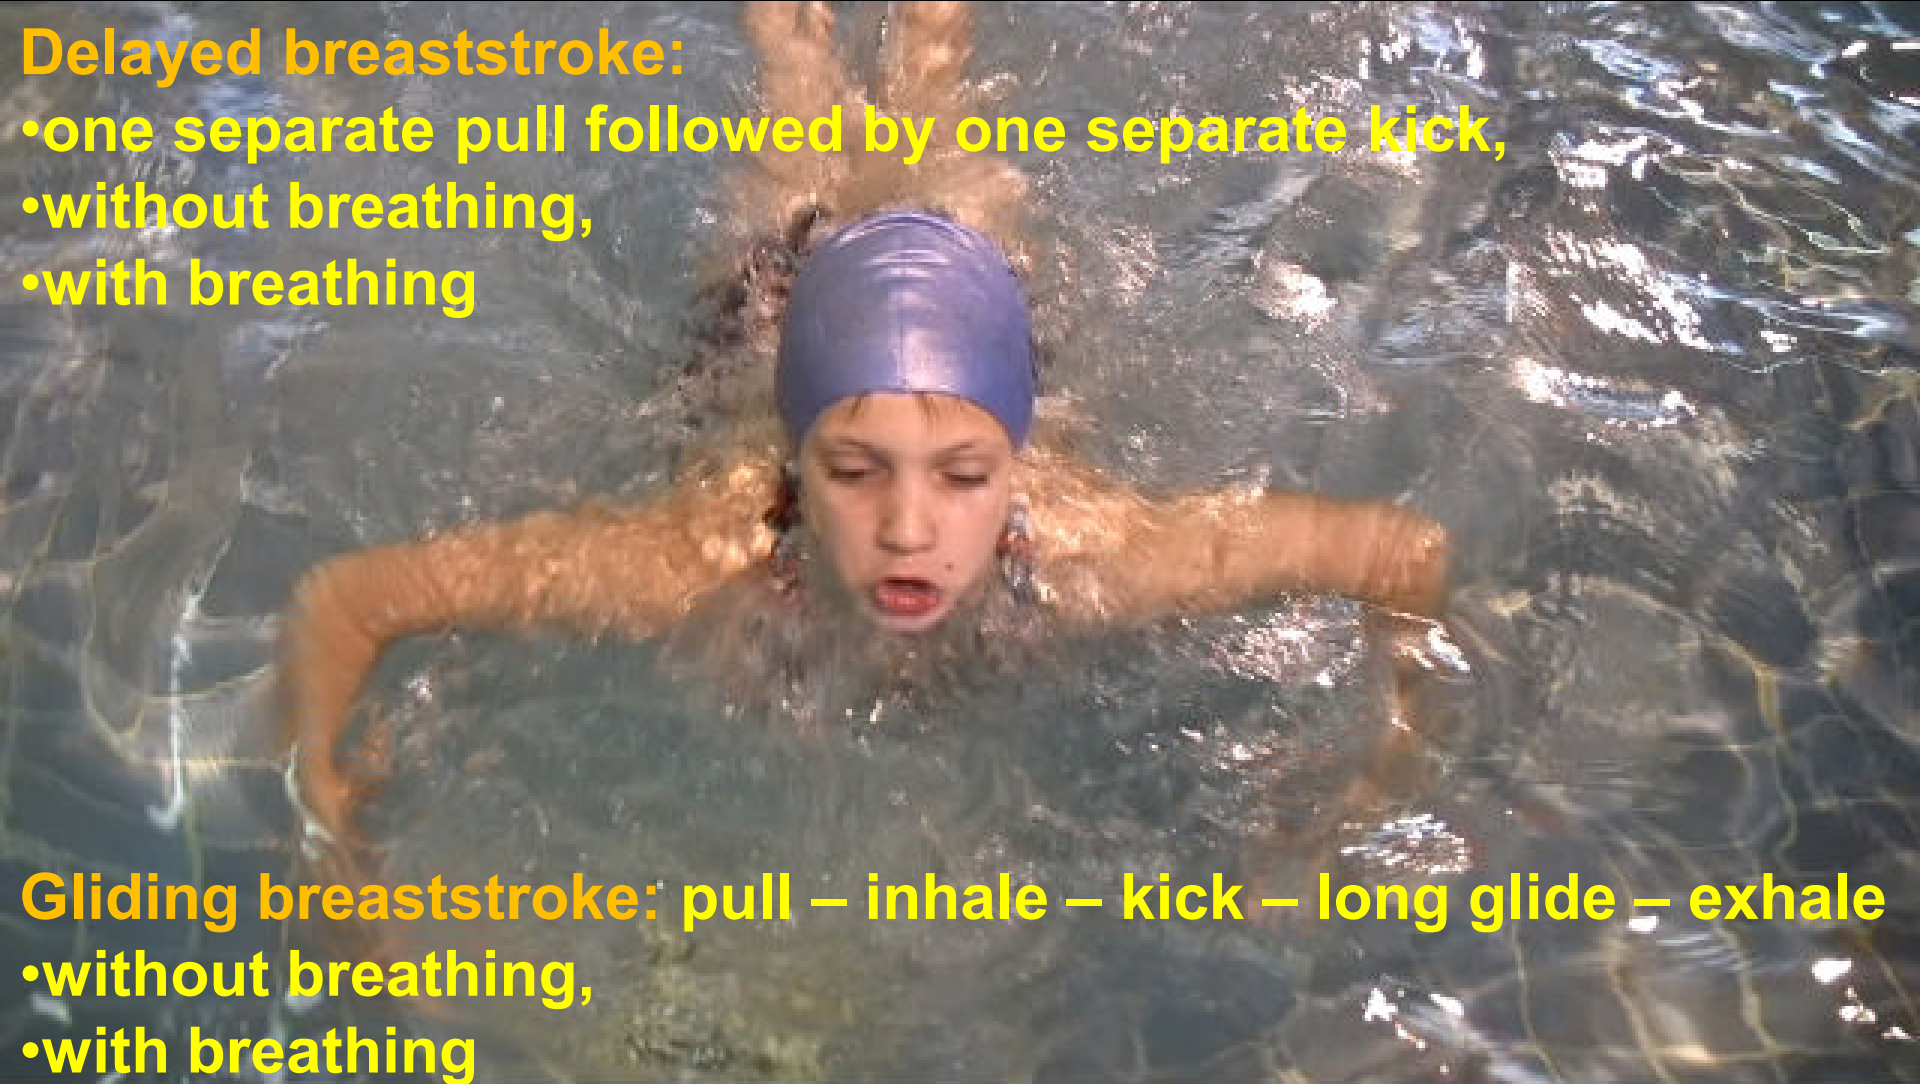 Delayed breaststroke:
•one separate pull followed by one separate kick,
•without breathing,
•with breathing
Gliding breaststroke: pull – inhale – kick – long glide – exhale
•without breathing,
•with breathing